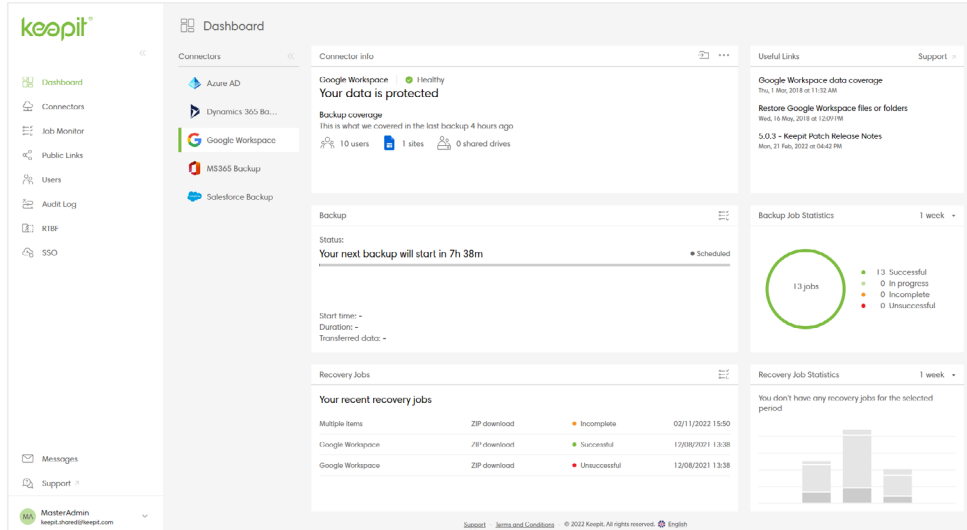 keepit®
Dashboard
Connectors
Job Monitor
Public Links
Users
Audit Log
RTBF
SSO
Messages
Support
MA
MasterAdmin
keepit.shared@keepit.com
Dashboard
Connectors
Azure AD
Dynamics 365 Ba...
Google Workspace
MS365 Backup
Salesforce Backup
Connector info
Google Workspace Healthy
Your data is protected
Backup coverage
This is what we covered in the last backup 4 hours ago
10 users 1 sites 0 shared drives
Useful Links Support
Google Workspace data coverage
Thu, 1 Mar, 2018 at 11:32 AM
Restore Google Workspace files or folders
Wed, 16 May, 2018 at 12:09 PM
5.0.3 - Keepit Patch Release Notes
Mon, 21 Feb, 2022 at 04:42 PM
Backup
Status:
Your next backup will start in 7h 38m
Scheduled
Start time: -
Duration: -
Transferred data: -
Backup Job Statistics 1 week
13 jobs
13 Successful
0 In progress
0 Incomplete
0 Unsuccessful
Recovery Jobs
Your recent recovery jobs
Multiple items ZIP download Incomplete 02/11/2022 15:50
Google Workspace ZIP download Successful 12/08/2021 13:38
Google Workspace ZIP download Unsuccessful 12/08/2021 13:38
Recovery Job Statistics 1 week
You don't have any recovery jobs for the selected
period
Support - Terms and Conditions - © 2022 Keepit. All rights reserved. English